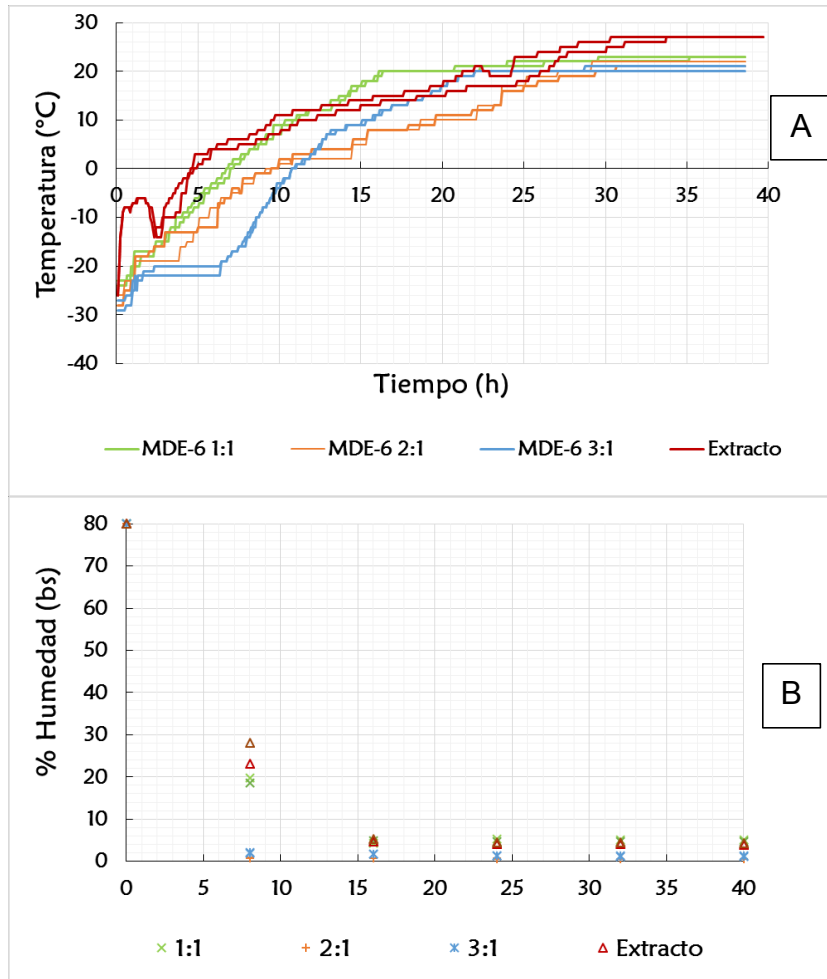 30
20
10
0
-10
-20
-30
-40
0 5 10 15 20 25 30 35 40
Temperatura (°C)
Tiempo (h)
A
MDE-6 1:1 MDE-6 2:1 MDE-6 3:1 Extracto
80
70
60
50
40
30
20
10
0
0 5 10 15 20 25 30 35 40
% Humedad (bs)
B
1:1 2:1 3:1 Extracto